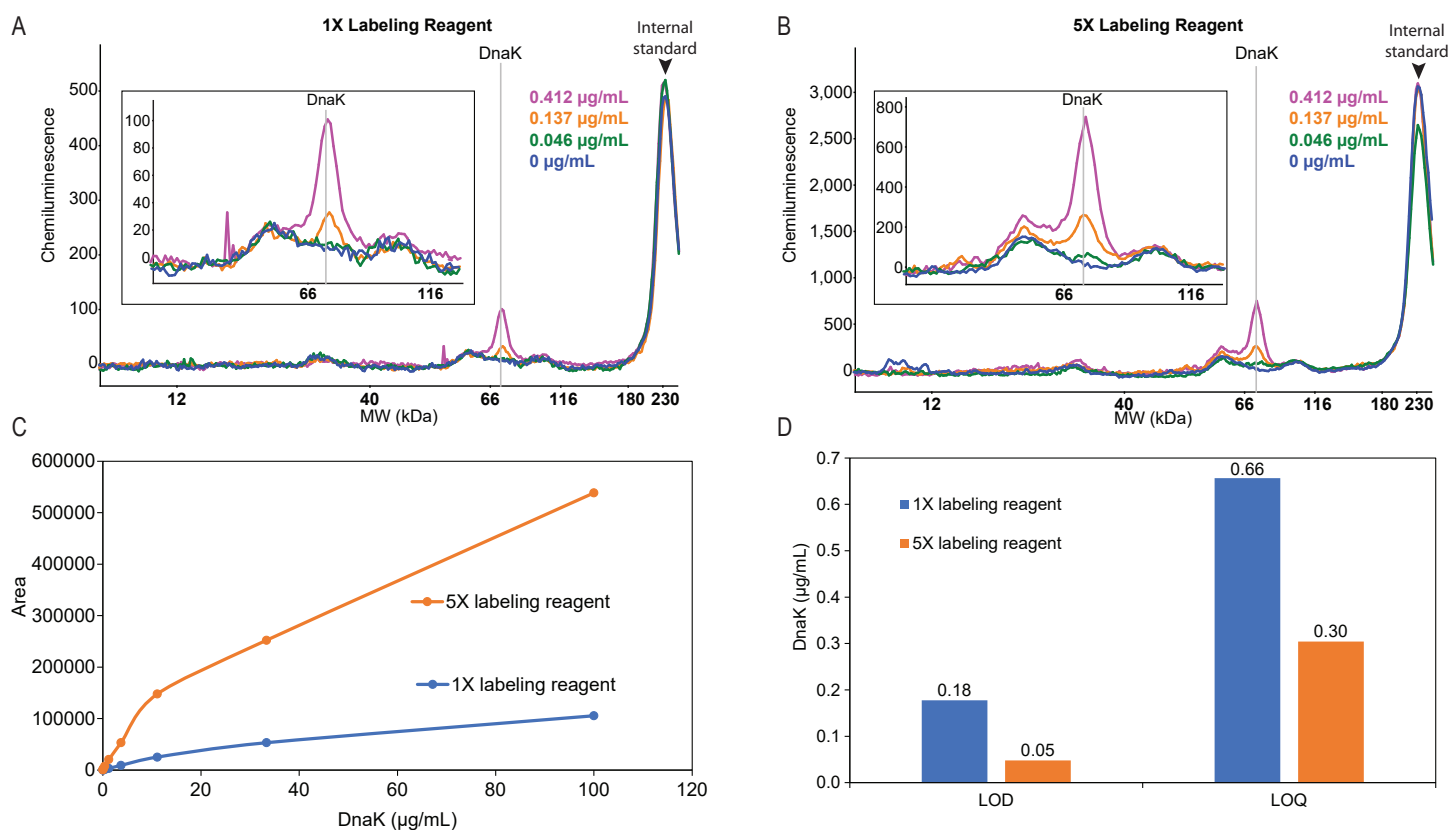 A
1X Labeling Reagent
Internal
standard
DnaK
Chemiluminescence
500
400
300
200
100
0
0.412 µg/mL
0.137 µg/mL
0.046 µg/mL
0 µg/mL
DnaK
100
80
60
40
20
0
66
116
12
40
66
116
180
230
MW (kDa)
B
5X Labeling Reagent
Internal
standard
DnaK
Chemiluminescence
3,000
2,500
2,000
1,500
1,000
500
0
0.412 µg/mL
0.137 µg/mL
0.046 µg/mL
0 µg/mL
DnaK
800
600
400
200
0
66
116
12
40
66
116
180
230
MW (kDa)
C
Area
600000
500000
400000
300000
200000
100000
0
5X labeling reagent
1X labeling reagent
0
20
40
60
80
100
120
DnaK (µg/mL)
D
DnaK (µg/mL)
0.7
0.6
0.5
0.4
0.3
0.2
0.1
0.0
1X labeling reagent
5X labeling reagent
0.18
0.05
0.66
0.30
LOD
LOQ